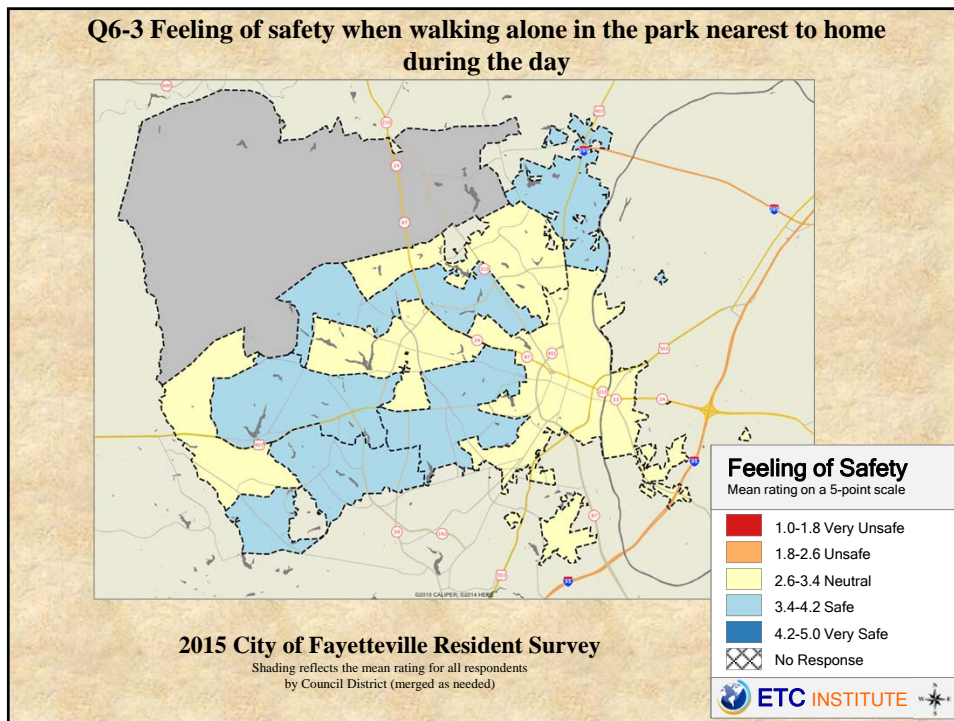 Q6-3 Feeling of safety when walking alone in the park nearest to home
during the day
©2015 CALIPER; ©2014 HERE
Feeling of Safety
Mean rating on a 5-point scale
1.0-1.8 Very Unsafe
1.8-2.6 Unsafe
2.6-3.4 Neutral
3.4-4.2 Safe
4.2-5.0 Very Safe
No Response
2015 City of Fayetteville Resident Survey
Shading reflects the mean rating for all respondents
by Council District (merged as needed)
ETC INSTITUTE